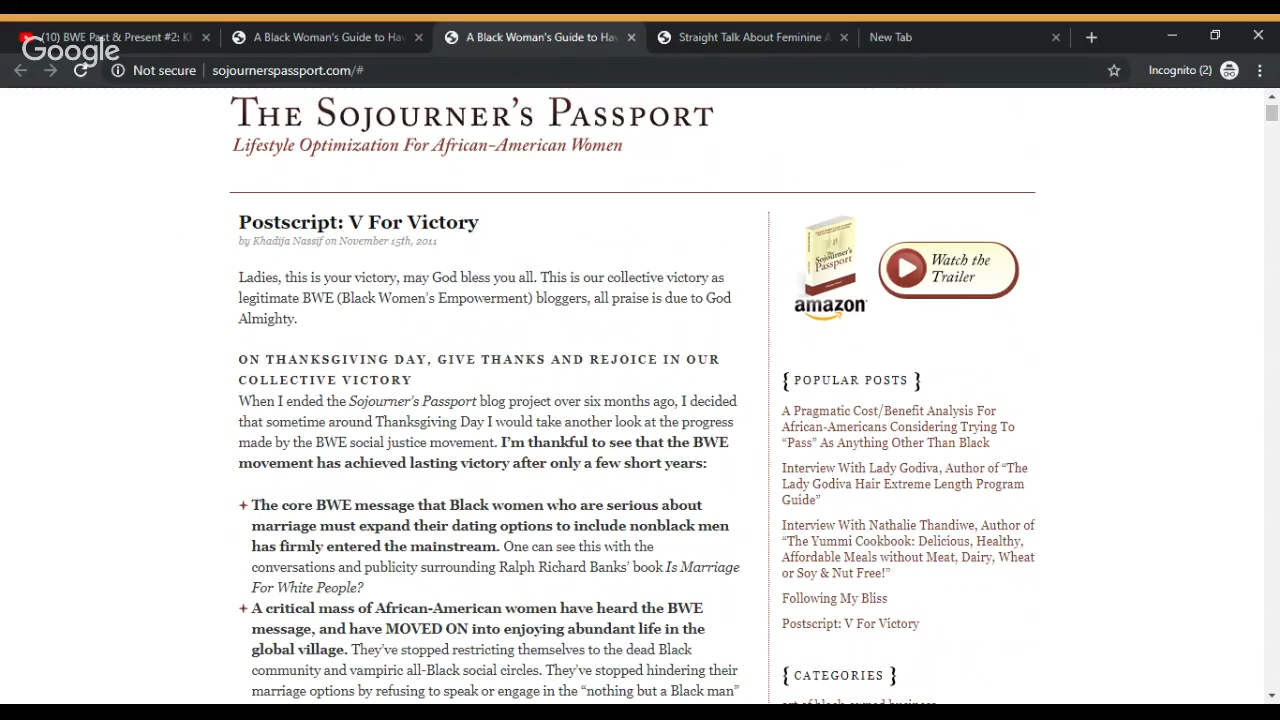 (10) BWE Past & Present #2:
A Black Woman's Guide to Hav
A Black Woman's Guide to Hav
Straight Talk About Feminine A
New Tab
Google
Not secure
sojournerspassport.com/#
Incognito (2)
The Sojourner's Passport
Lifestyle Optimization For African-American Women
Postscript: V For Victory
by Khadija Nassif on November 15th, 2011
Ladies, this is your victory, may God bless you all. This is our collective victory as
legitimate BWE (Black Women's Empowerment) bloggers, all praise is due to God
Almighty.
ON THANKSGIVING DAY, GIVE THANKS AND REJOICE IN OUR
COLLECTIVE VICTORY
When I ended the Sojourner's Passport blog project over six months ago, I decided
that sometime around Thanksgiving Day I would take another look at the progress
made by the BWE social justice movement. I'm thankful to see that the BWE
movement has achieved lasting victory after only a few short years:
The core BWE message that Black women who are serious about
marriage must expand their dating options to include nonblack men
has firmly entered the mainstream. One can see this with the
conversations and publicity surrounding Ralph Richard Banks' book Is Marriage
For White People?
A critical mass of African-American women have heard the BWE
message, and have MOVED ON into enjoying abundant life in the
global village. They've stopped restricting themselves to the dead Black
community and vampiric all-Black social circles. They've stopped hindering their
marriage options by refusing to speak or engage in the "nothing but a Black man"
The Sojourner's Passport
amazon
Watch the
Trailer
{ POPULAR POSTS }
A Pragmatic Cost/Benefit Analysis For
African-Americans Considering Trying To
"Pass" As Anything Other Than Black
Interview With Lady Godiva, Author of "The
Lady Godiva Hair Extreme Length Program
Guide"
Interview With Nathalie Thandiwe, Author of
"The Yummi Cookbook: Delicious, Healthy,
Affordable Meals without Meat, Dairy, Wheat
or Soy & Nut Free!"
Following My Bliss
Postscript: V For Victory
{ CATEGORIES }
art of black-owned business